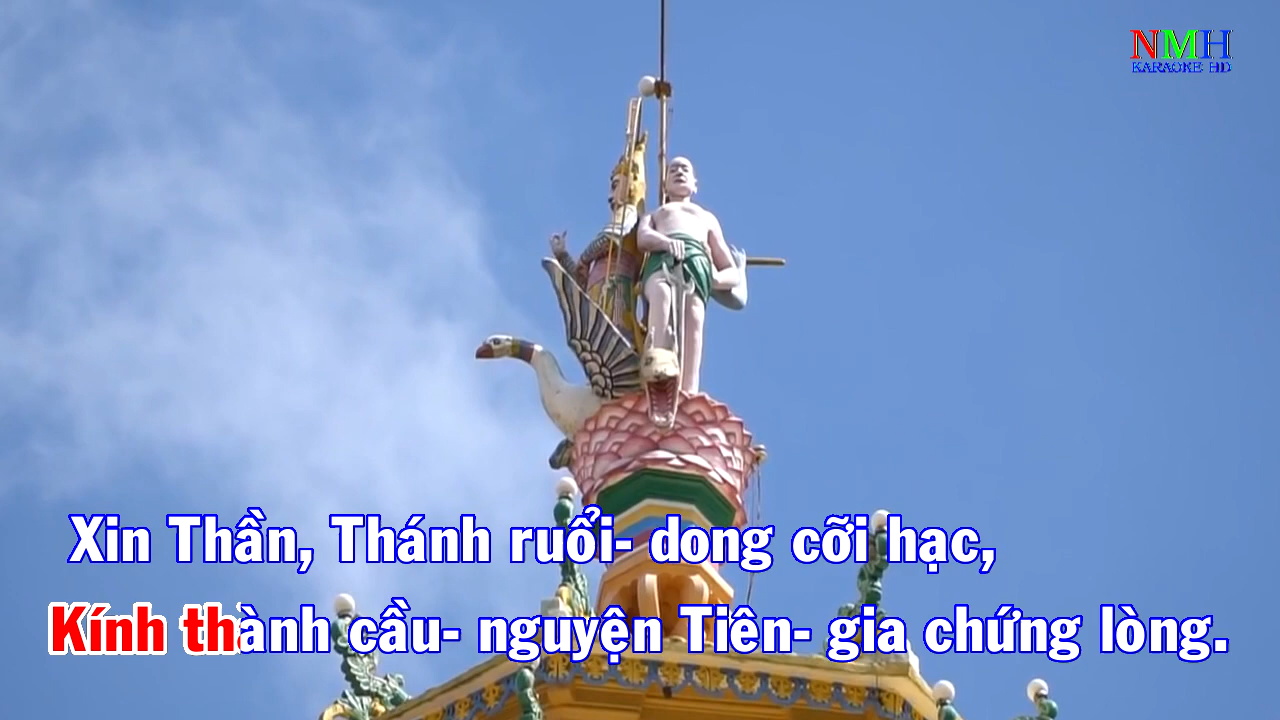 NMH
KARAOKE HD
Xin Thần, Thánh ruổi- dong cỡi hạc,
Kính thành cầu- nguyện Tiên- gia chứng lòng.